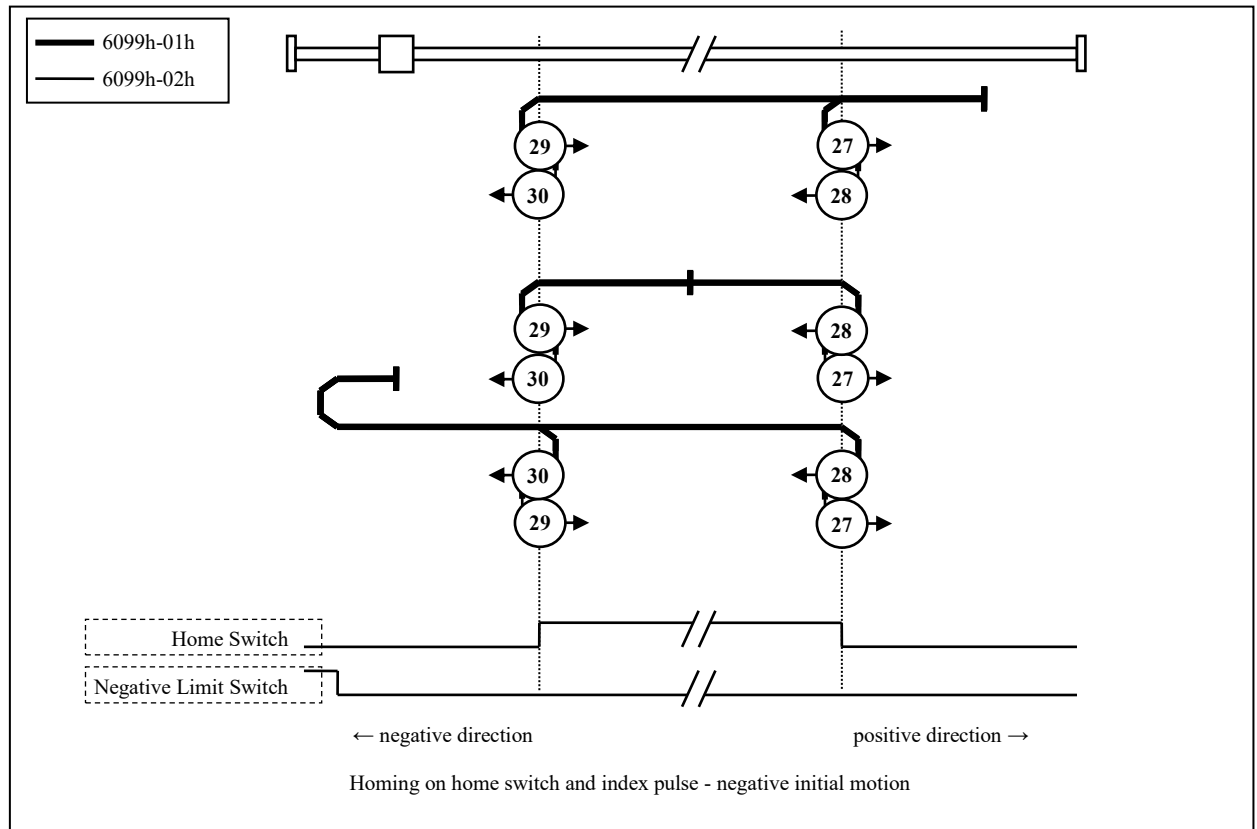 6099h-01h
6099h-02h
29
27
30
28
29
28
30
27
30
28
29
27
Home Switch
Negative Limit Switch
← negative direction
positive direction →
Homing on home switch and index pulse - negative initial motion